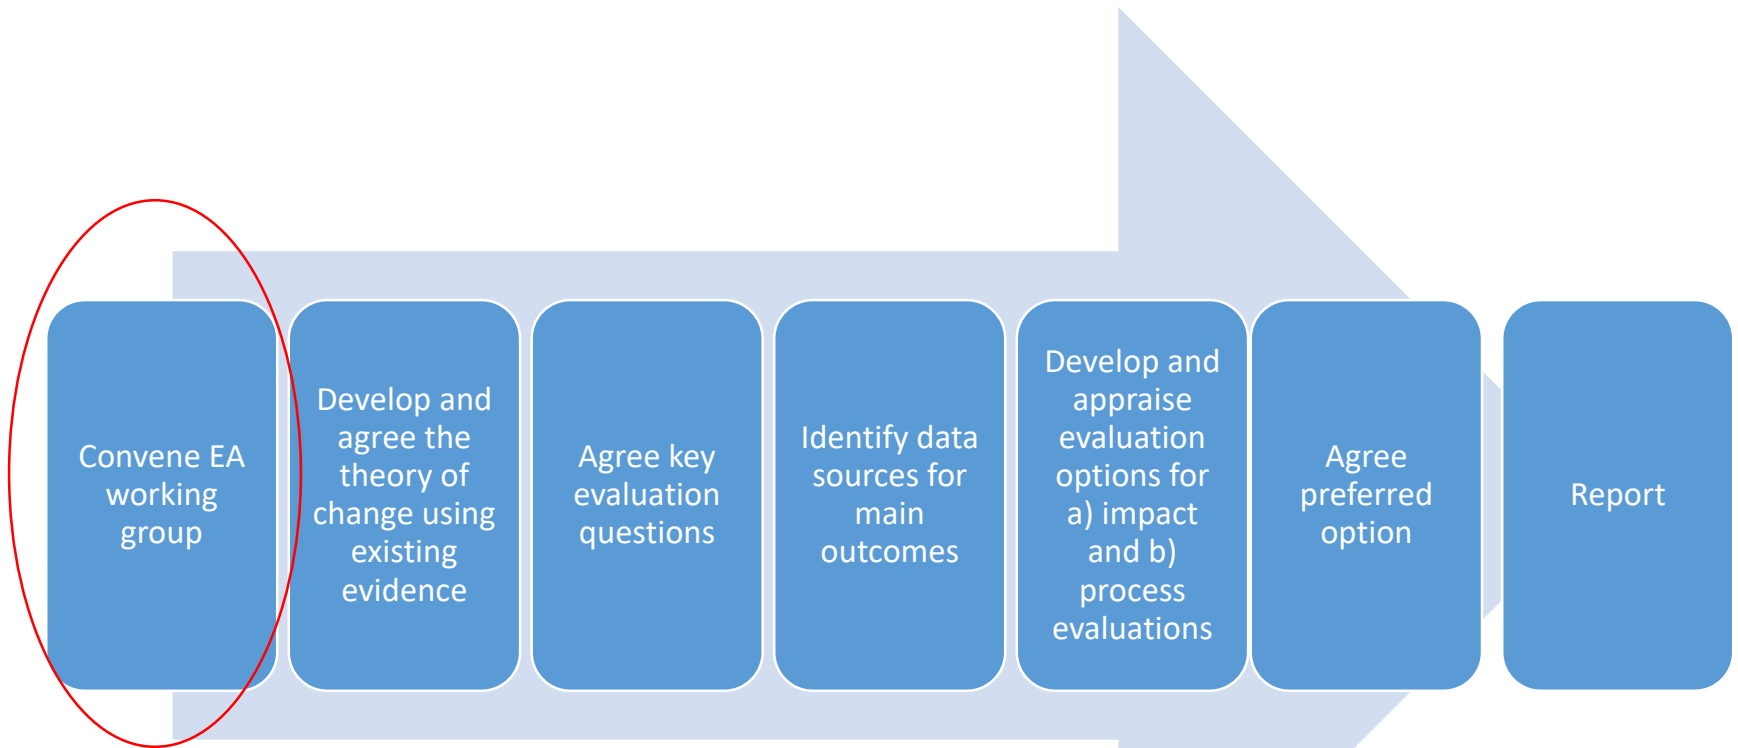 Convene EA
working
group
Develop and
agree the
theory of
change using
existing
evidence
Agree key
evaluation
questions
Identify data
sources for
main
outcomes
Develop and
appraise
evaluation
options for
a) impact
and b)
process
evaluations
Agree
preferred
option
Report